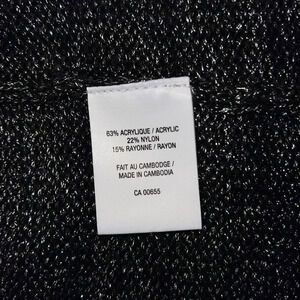 63% ACRYLIQUE / ACRYLIC
22% NYLON
15% RAYONNE / RAYON
FAIT AU CAMBODGE /
MADE IN CAMBODIA
CA 00655